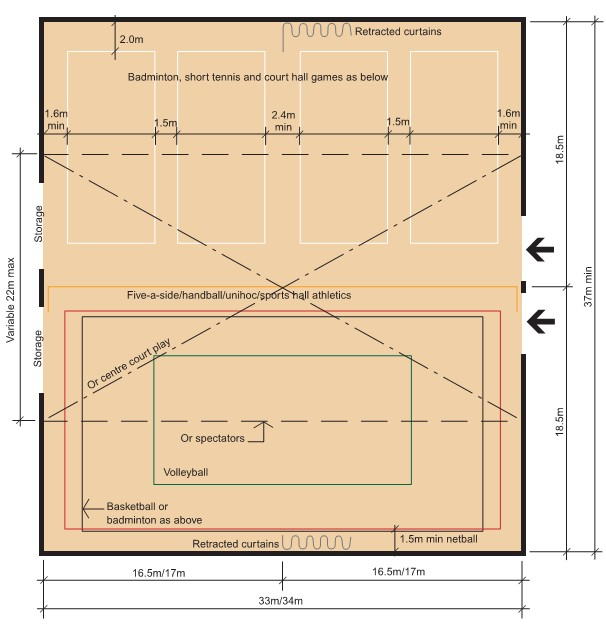 Retracted curtains
2.0m
Badminton, short tennis and court hall games as below
1.6m
min
1.5m
2.4m
min
1.5m
1.6m
min
18.5m
Storage
Variable 22m max
37m min
Five-a-side/handball/unihoc/sports hall athletics
Storage
Or centre court play
18.5m
Or spectators
Volleyball
Basketball or
badminton as above
1.5m min netball
Retracted curtains
16.5m/17m
16.5m/17m
33m/34m